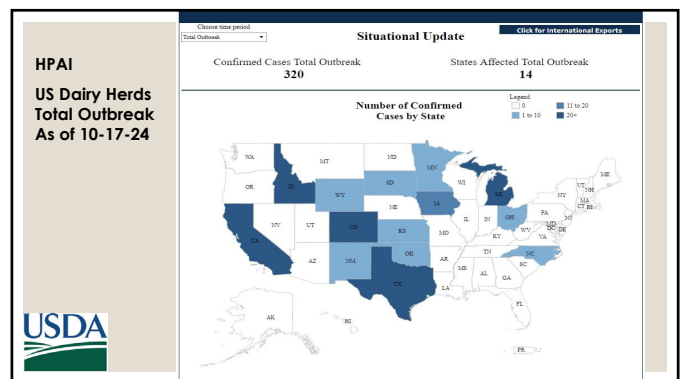 HPAI
US Dairy Herds
Total Outbreak
As of 10-17-24
USDA
Choose time period
Total Outbreak
Situational Update
Click for International Exports
Confirmed Cases Total Outbreak
320
States Affected Total Outbreak
14
Number of Confirmed
Cases by State
Legend
0
11 to 20
1 to 10
20+
WA
MT
ND
MN
ME
OR
ID
SD
WI
MI
VT
NH
WY
NY
MA
CT RI
IA
NE
PA
NJ
NV
UT
IL
IN
OH
MD
DC DE
CA
CO
KS
MO
WV
VA
KY
AZ
NM
OK
AR
TN
NC
SC
MS
AL
GA
TX
LA
FL
AK
HI
PR